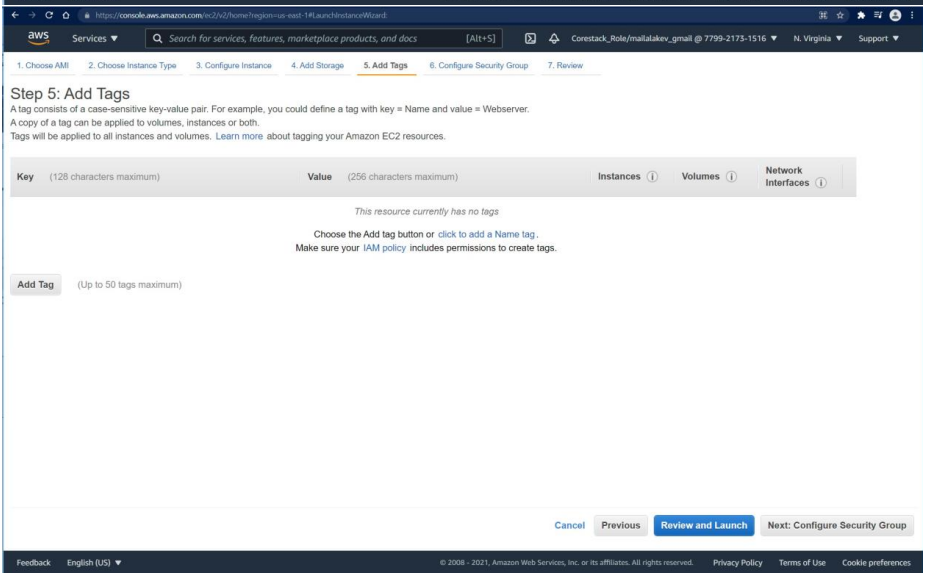 https://console.aws.amazon.com/ec2/v2/home?region=us-east-1#LaunchInstanceWizard:
aws Services ▼ Search for services, features, marketplace products, and docs [Alt+S] Corestack_Role/mailalakev_gmail @ 7799-2173-1516 ▼ N. Virginia ▼ Support ▼
1. Choose AMI 2. Choose Instance Type 3. Configure Instance 4. Add Storage 5. Add Tags 6. Configure Security Group 7. Review
Step 5: Add Tags
A tag consists of a case-sensitive key-value pair. For example, you could define a tag with key = Name and value = Webserver.
A copy of a tag can be applied to volumes, instances or both.
Tags will be applied to all instances and volumes. Learn more about tagging your Amazon EC2 resources.
Key (128 characters maximum) Value (256 characters maximum) Instances i Volumes i Network Interfaces i
This resource currently has no tags
Choose the Add tag button or click to add a Name tag.
Make sure your IAM policy includes permissions to create tags.
Add Tag (Up to 50 tags maximum)
Cancel Previous Review and Launch Next: Configure Security Group
Feedback English (US) ▼ © 2008 - 2021, Amazon Web Services, Inc. or its affiliates. All rights reserved. Privacy Policy Terms of Use Cookie preferences